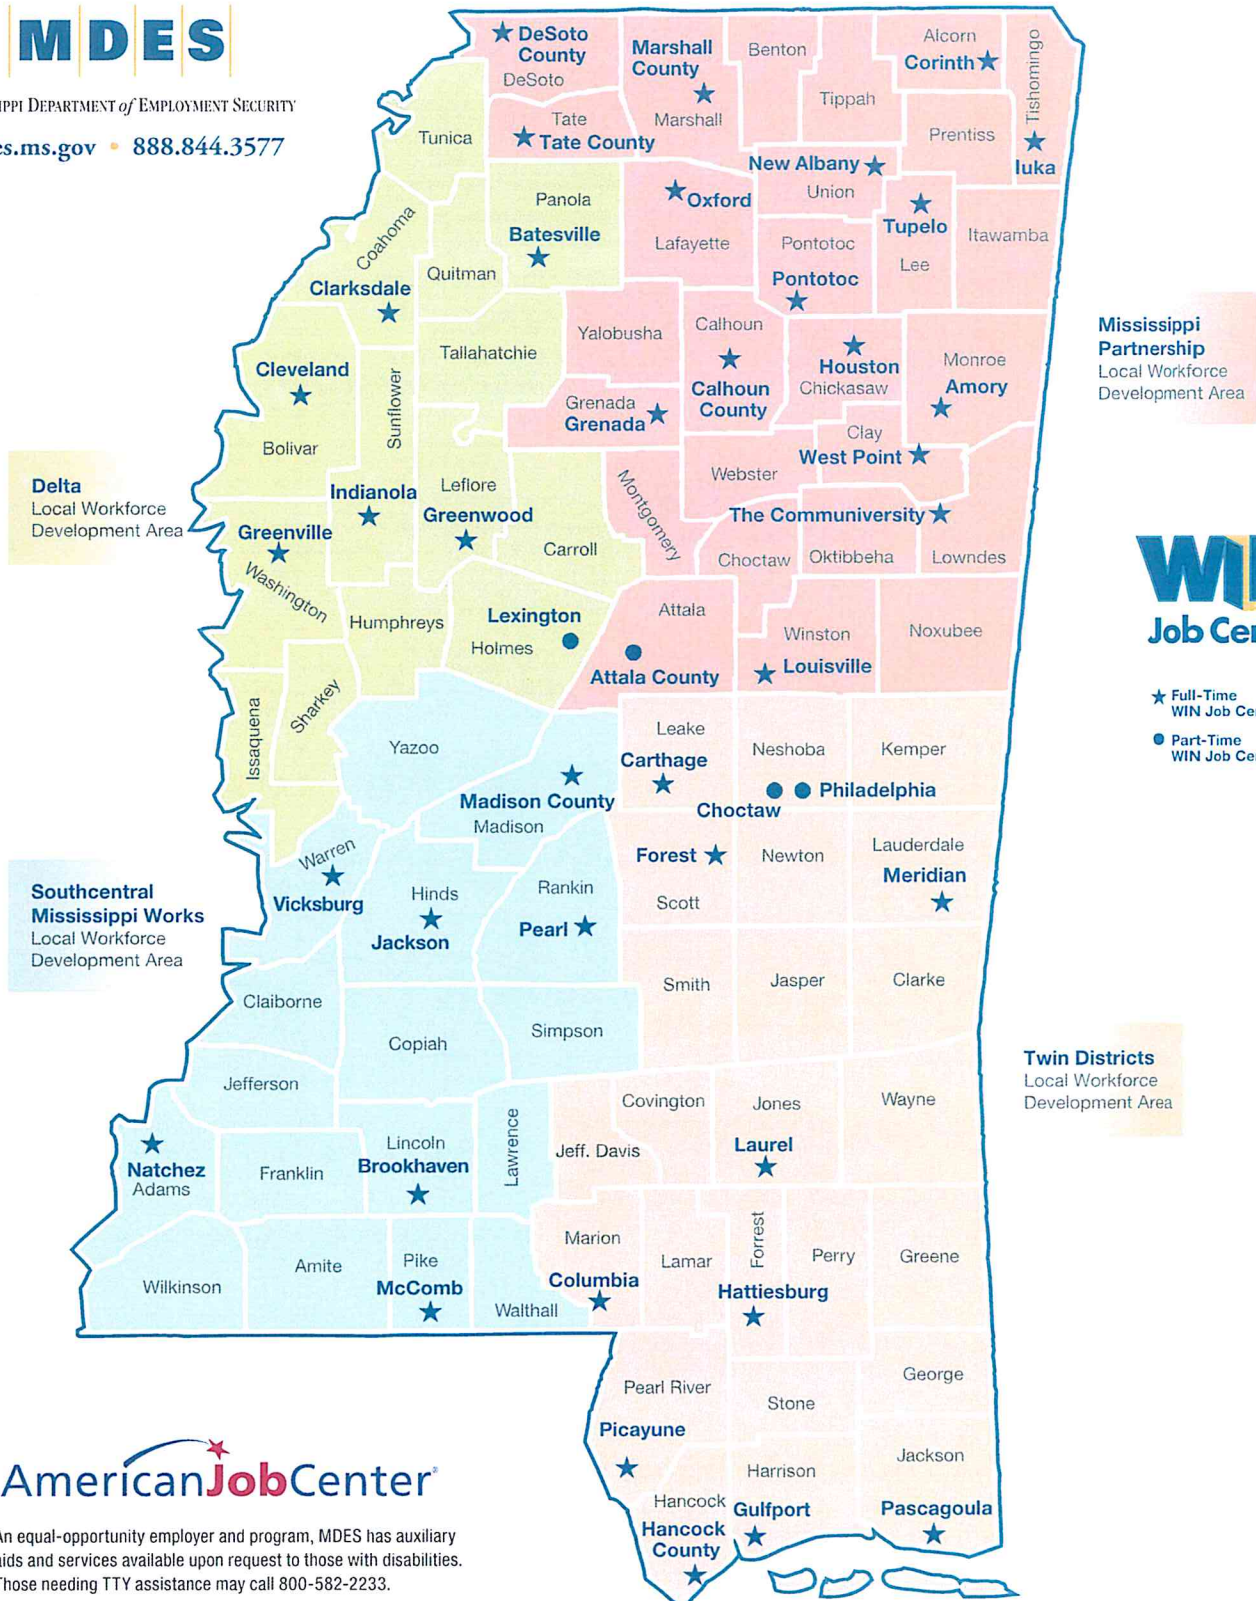 MDES
IPPI DEPARTMENT of EMPLOYMENT SECURITY
es.ms.gov • 888.844.3577
DeSoto
County
DeSoto
Marshall
County
Marshall
Benton
Tippah
Alcorn
Corinth
Tishomingo
Iuka
Prentiss
Tate
Tate County
Tunica
New Albany
Union
Oxford
Lafayette
Panola
Batesville
Tupelo
Lee
Itawamba
Pontotoc
Pontotoc
Coahoma
Clarksdale
Quitman
Tallahatchie
Yalobusha
Calhoun
Calhoun
County
Houston
Chickasaw
Monroe
Amory
Cleveland
Bolivar
Sunflower
Grenada
Grenada
Clay
West Point
Webster
Montgomery
Leflore
Greenwood
Indianola
Greenville
Washington
Carroll
The Communiversity
Choctaw
Oktibbeha
Lowndes
Humphreys
Lexington
Holmes
Attala
Attala County
Winston
Louisville
Noxubee
Issaquena
Sharkey
Yazoo
Leake
Carthage
Neshoba
Kemper
Philadelphia
Choctaw
Madison County
Madison
Warren
Vicksburg
Hinds
Jackson
Rankin
Pearl
Forest
Scott
Newton
Lauderdale
Meridian
Smith
Jasper
Clarke
Claiborne
Copiah
Simpson
Jefferson
Covington
Jones
Laurel
Wayne
Jeff. Davis
Lawrence
Lincoln
Brookhaven
Franklin
Natchez
Adams
Wilkinson
Amite
Pike
McComb
Walthall
Marion
Columbia
Lamar
Forrest
Hattiesburg
Perry
Greene
Pearl River
Picayune
Stone
George
Harrison
Gulfport
Jackson
Pascagoula
Hancock
Hancock
County
Mississippi
Partnership
Local Workforce
Development Area
Delta
Local Workforce
Development Area
Southcentral
Mississippi Works
Local Workforce
Development Area
Twin Districts
Local Workforce
Development Area
WI
Job Cen
Full-Time
WIN Job Ce
Part-Time
WIN Job Ce
AmericanJobCenter
An equal-opportunity employer and program, MDES has auxiliary
aids and services available upon request to those with disabilities.
Those needing TTY assistance may call 800-582-2233.